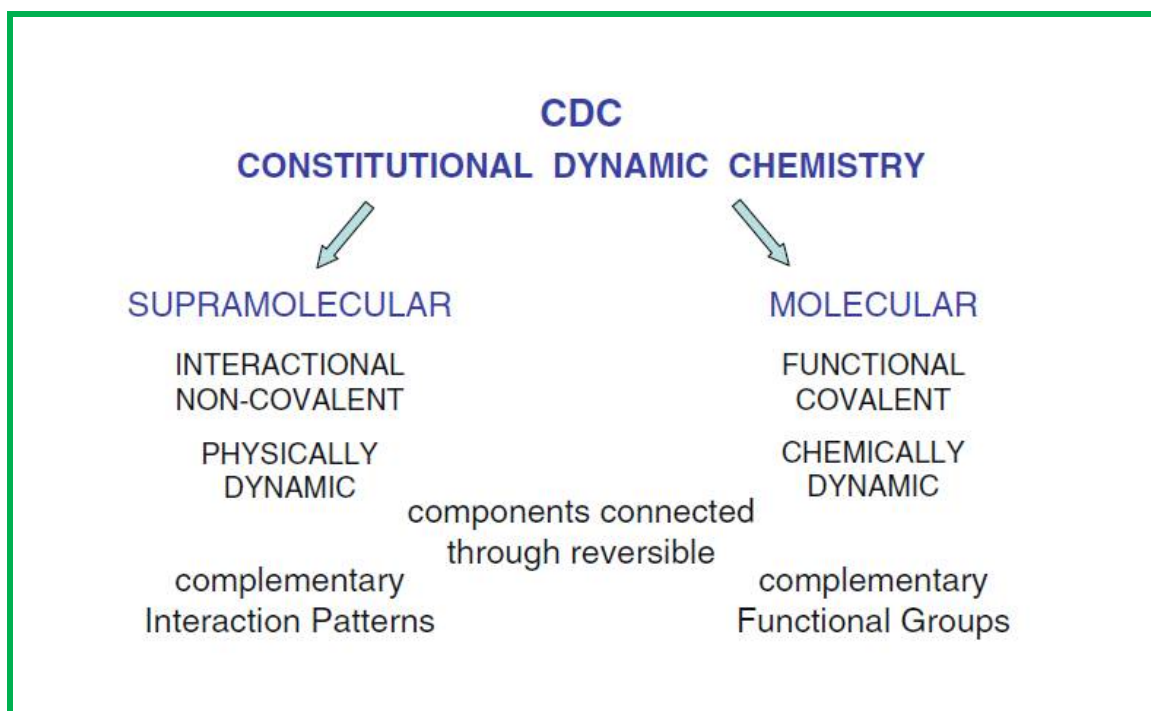 CDC
CONSTITUTIONAL DYNAMIC CHEMISTRY
SUPRAMOLECULAR
INTERACTIONAL
NON-COVALENT
PHYSICALLY
DYNAMIC
MOLECULAR
FUNCTIONAL
COVALENT
CHEMICALLY
DYNAMIC
components connected
through reversible
complementary
Interaction Patterns
complementary
Functional Groups